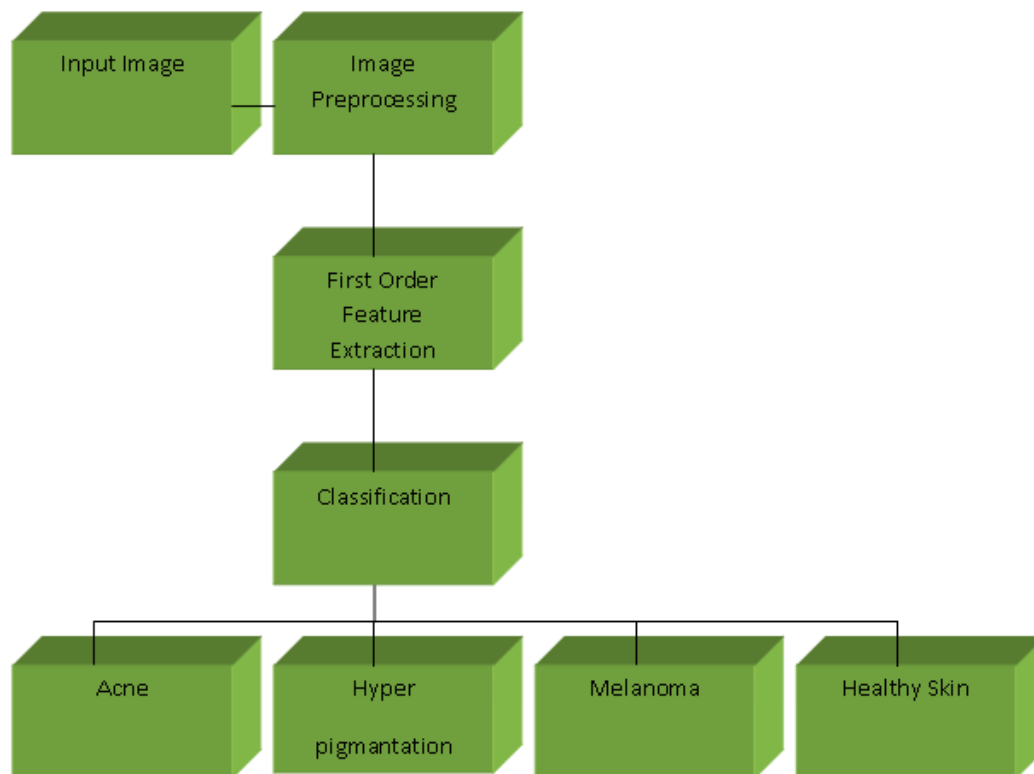 Input Image
Image
Preprocessing
First Order
Feature
Extraction
Classification
Acne
Hyper
pigmantation
Melanoma
Healthy Skin